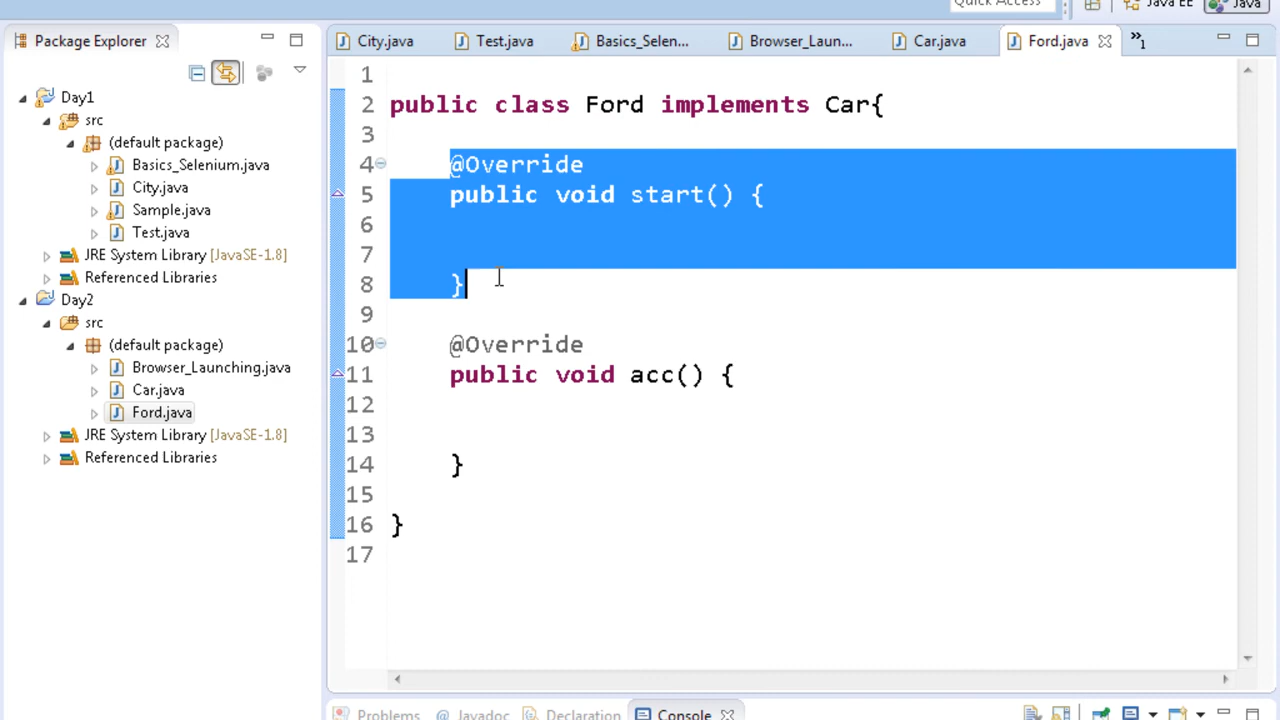 Quick Access
Java EE
Java
Package Explorer
City.java
Test.java
Basics_Selen...
Browser_Laun...
Car.java
Ford.java
»1
Day1
src
(default package)
Basics_Selenium.java
City.java
Sample.java
Test.java
JRE System Library [JavaSE-1.8]
Referenced Libraries
Day2
src
(default package)
Browser_Launching.java
Car.java
Ford.java
JRE System Library [JavaSE-1.8]
Referenced Libraries
1
2 public class Ford implements Car{
3
4 @Override
5 public void start() {
6
7
8 }
9
10 @Override
11 public void acc() {
12
13
14 }
15
16 }
17
Problems
@ Javadoc
Declaration
Console